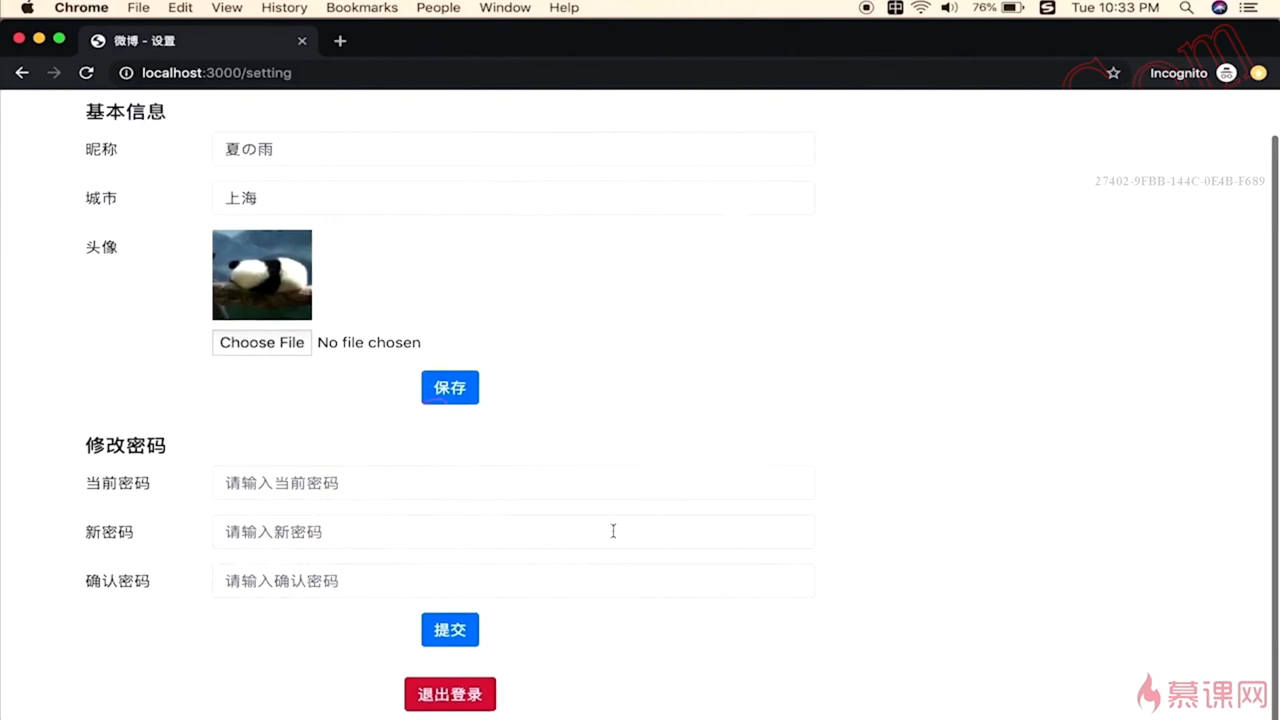 Chrome File Edit View History Bookmarks People Window Help 中 76% S Tue 10:33 PM
微博 - 设置
localhost:3000/setting Incognito
com
基本信息
昵称 夏の雨
27402-9FBB-144C-0E4B-F689
城市 上海
头像
Choose File No file chosen
保存
修改密码
当前密码 请输入当前密码
新密码 请输入新密码
确认密码 请输入确认密码
提交
退出登录
慕课网